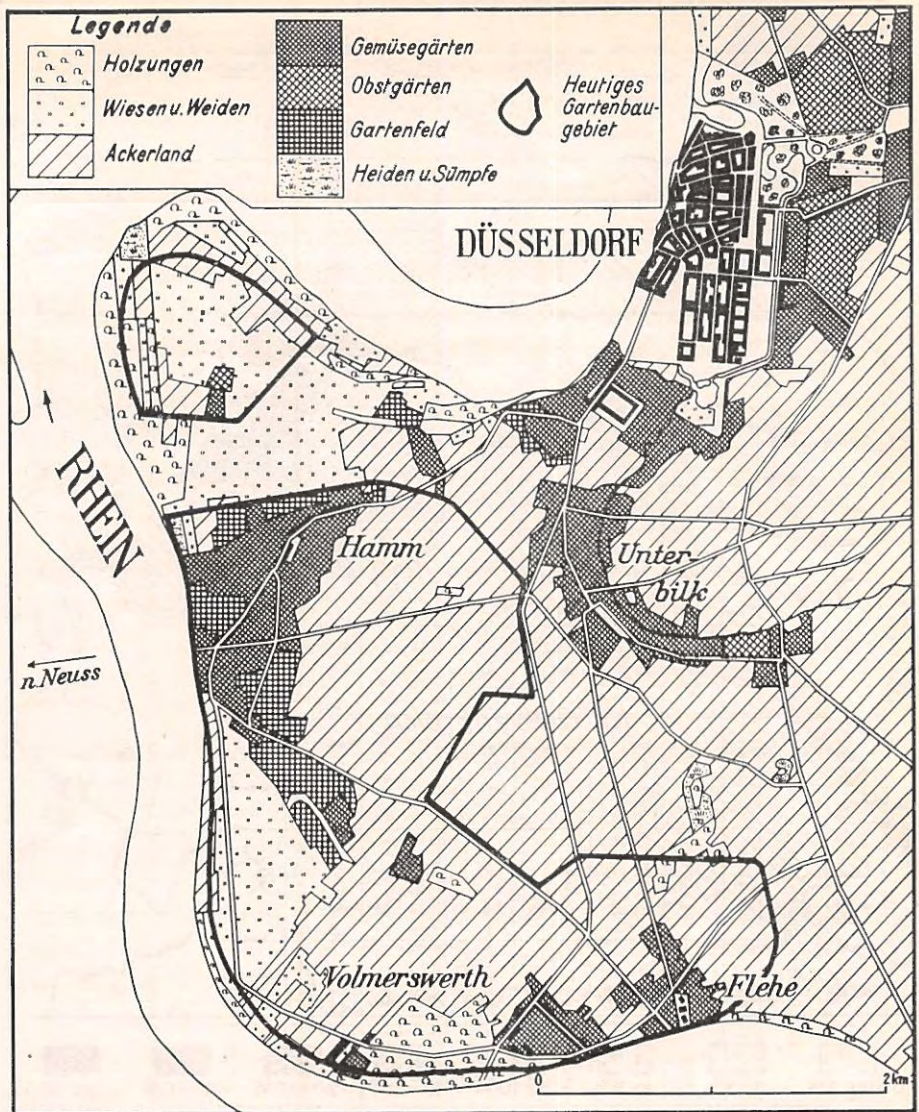 Legende
Holzungen
Wiesen u. Weiden
Ackerland
Gemüsegärten
Obstgärten
Gartenfeld
Heiden u. Sümpfe
Heutiges
Gartenbau-
gebiet
DÜSSELDORF
RHEIN
Hamm
Unter-
bilk
n. Neuss
Volmerswerth
Flehe
0
2 km